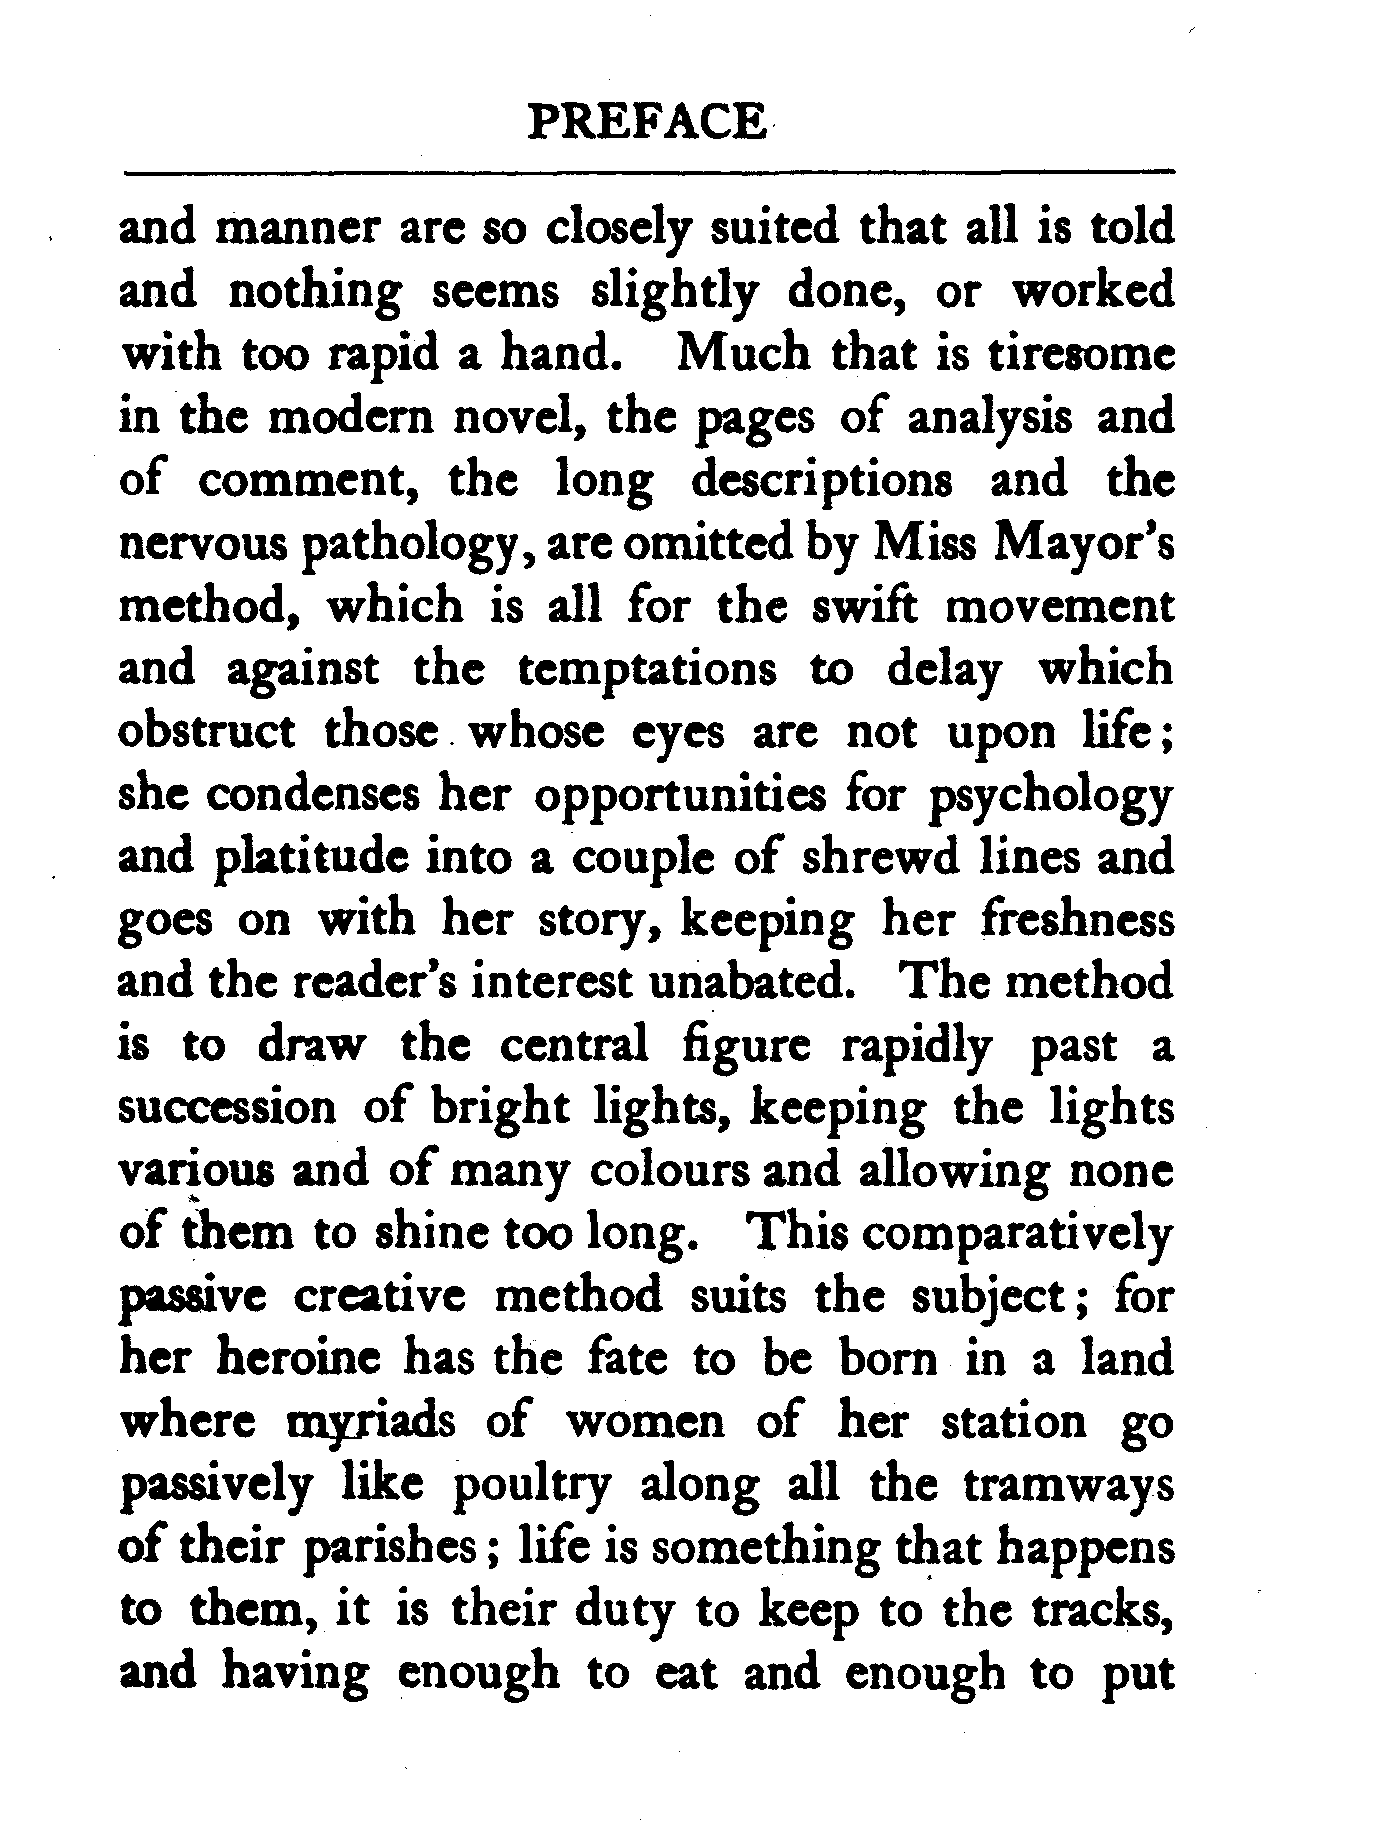 PREFACE
and manner are so closely suited that all is told
and nothing seems slightly done, or worked
with too rapid a hand. Much that is tiresome
in the modern novel, the pages of analysis and
of comment, the long descriptions and the
nervous pathology, are omitted by Miss Mayor's
method, which is all for the swift movement
and against the temptations to delay which
obstruct those whose eyes are not upon life;
she condenses her opportunities for psychology
and platitude into a couple of shrewd lines and
goes on with her story, keeping her freshness
and the reader's interest unabated. The method
is to draw the central figure rapidly past a
succession of bright lights, keeping the lights
various and of many colours and allowing none
of them to shine too long. This comparatively
passive creative method suits the subject; for
her heroine has the fate to be born in a land
where myriads of women of her station go
passively like poultry along all the tramways
of their parishes; life is something that happens
to them, it is their duty to keep to the tracks,
and having enough to eat and enough to put